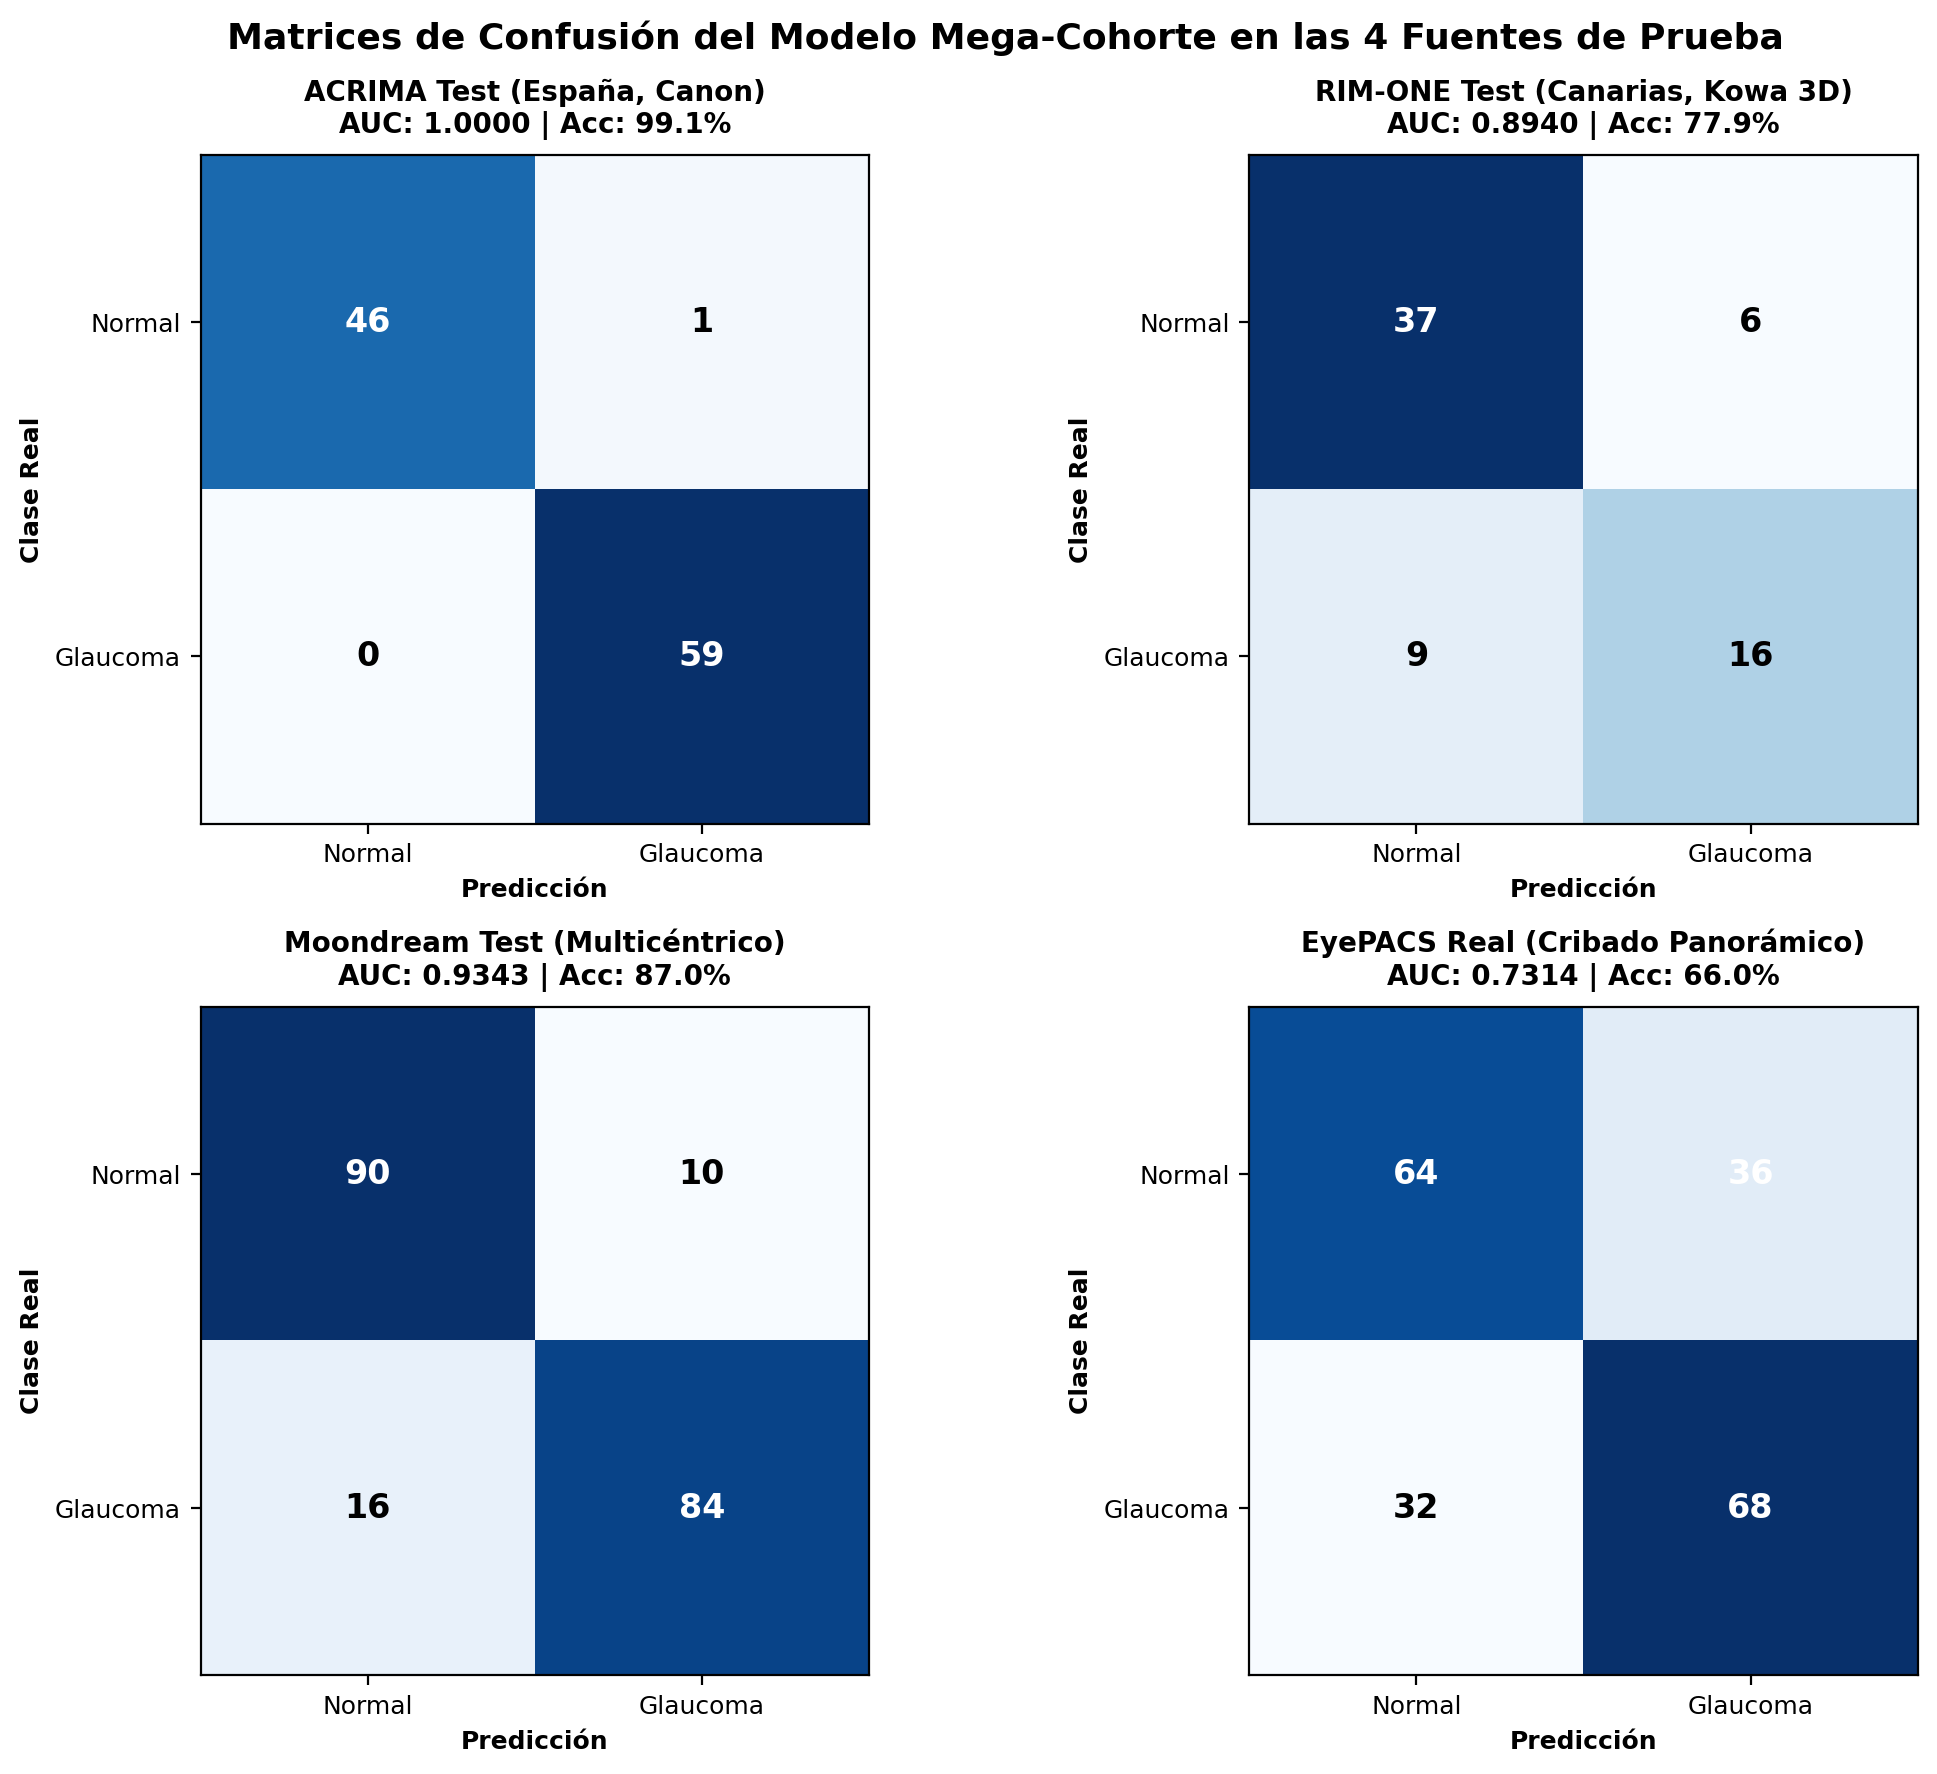 Matrices de Confusión del Modelo Mega-Cohorte en las 4 Fuentes de Prueba
ACRIMA Test (España, Canon)
AUC: 1.0000 | Acc: 99.1%
Clase Real
Normal
46
1
Glaucoma
0
59
Normal
Glaucoma
Predicción
RIM-ONE Test (Canarias, Kowa 3D)
AUC: 0.8940 | Acc: 77.9%
Clase Real
Normal
37
6
Glaucoma
9
16
Normal
Glaucoma
Predicción
Moondream Test (Multicéntrico)
AUC: 0.9343 | Acc: 87.0%
Clase Real
Normal
90
10
Glaucoma
16
84
Normal
Glaucoma
Predicción
EyePACS Real (Cribado Panorámico)
AUC: 0.7314 | Acc: 66.0%
Clase Real
Normal
64
36
Glaucoma
32
68
Normal
Glaucoma
Predicción